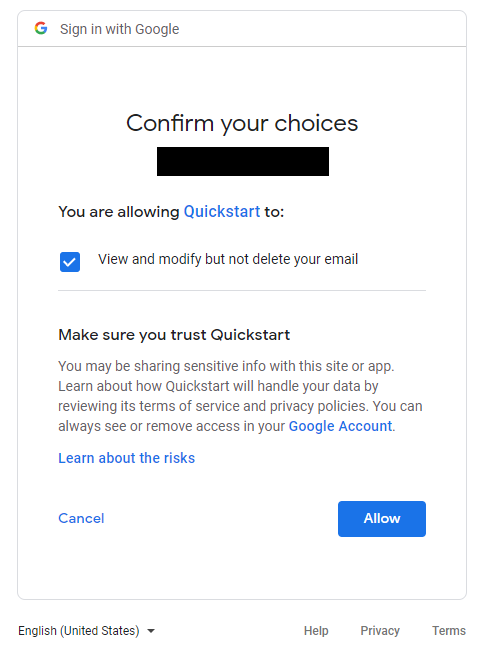 Sign in with Google
Confirm your choices
You are allowing Quickstart to:
View and modify but not delete your email
Make sure you trust Quickstart
You may be sharing sensitive info with this site or app.
Learn about how Quickstart will handle your data by
reviewing its terms of service and privacy policies. You can
always see or remove access in your Google Account.
Learn about the risks
Cancel Allow
English (United States) Help Privacy Terms